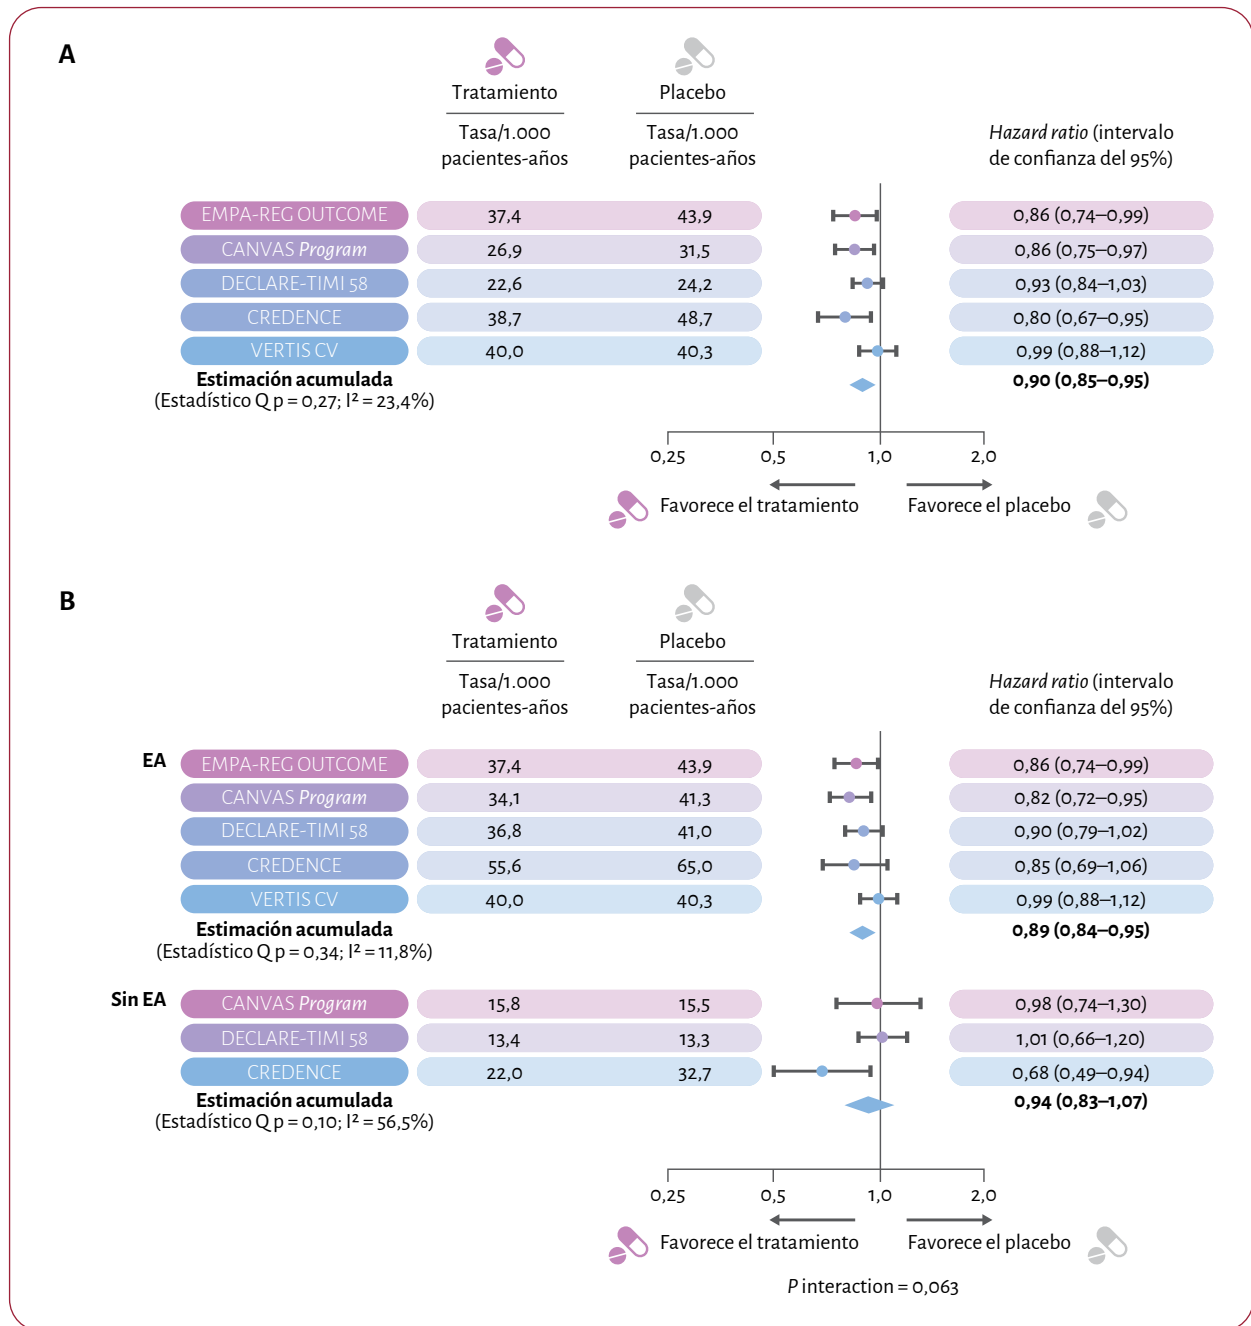 A
Tratamiento Placebo
Tasa/1.000 Tasa/1.000 Hazard ratio (intervalo
pacientes-años pacientes-años de confianza del 95%)
EMPA-REG OUTCOME 37,4 43,9 0,86 (0,74–0,99)
CANVAS Program 26,9 31,5 0,86 (0,75–0,97)
DECLARE-TIMI 58 22,6 24,2 0,93 (0,84–1,03)
CREDENCE 38,7 48,7 0,80 (0,67–0,95)
VERTIS CV 40,0 40,3 0,99 (0,88–1,12)
Estimación acumulada 0,90 (0,85–0,95)
(Estadístico Q p = 0,27; I² = 23,4%)
0,25 0,5 1,0 2,0
Favorece el tratamiento Favorece el placebo
B
Tratamiento Placebo
Tasa/1.000 Tasa/1.000 Hazard ratio (intervalo
pacientes-años pacientes-años de confianza del 95%)
EA EMPA-REG OUTCOME 37,4 43,9 0,86 (0,74–0,99)
CANVAS Program 34,1 41,3 0,82 (0,72–0,95)
DECLARE-TIMI 58 36,8 41,0 0,90 (0,79–1,02)
CREDENCE 55,6 65,0 0,85 (0,69–1,06)
VERTIS CV 40,0 40,3 0,99 (0,88–1,12)
Estimación acumulada 0,89 (0,84–0,95)
(Estadístico Q p = 0,34; I² = 11,8%)
Sin EA CANVAS Program 15,8 15,5 0,98 (0,74–1,30)
DECLARE-TIMI 58 13,4 13,3 1,01 (0,66–1,20)
CREDENCE 22,0 32,7 0,68 (0,49–0,94)
Estimación acumulada 0,94 (0,83–1,07)
(Estadístico Q p = 0,10; I² = 56,5%)
0,25 0,5 1,0 2,0
Favorece el tratamiento Favorece el placebo
P interaction = 0,063